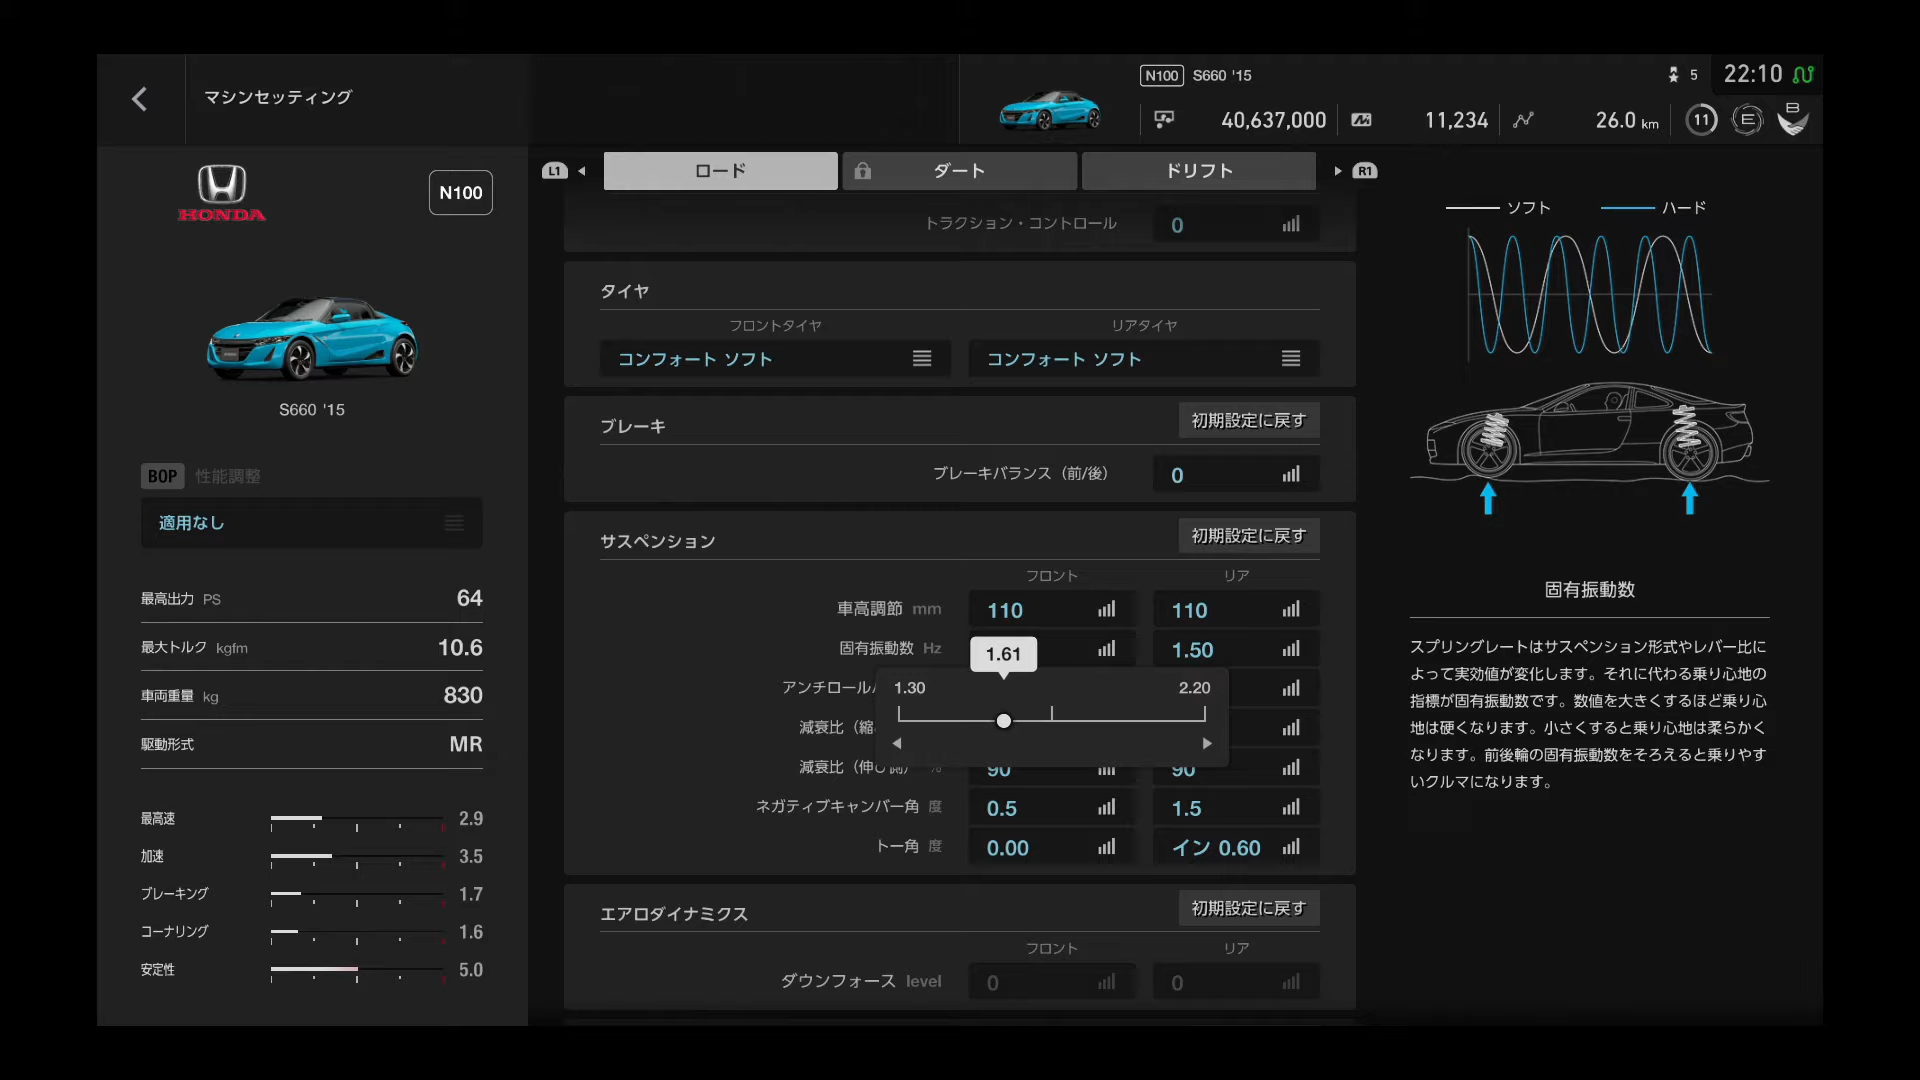 マシンセッティング
N100 S660 '15
5
22:10
40,637,000
11,234
26.0 km
11
E
B
HONDA
N100
S660 '15
BOP 性能調整
適用なし
最高出力 PS 64
最大トルク kgfm 10.6
車両重量 kg 830
駆動形式 MR
最高速 2.9
加速 3.5
ブレーキング 1.7
コーナリング 1.6
安定性 5.0
L1 ロード ダート ドリフト R1
トラクション・コントロール 0
タイヤ
フロントタイヤ リアタイヤ
コンフォート ソフト コンフォート ソフト
ブレーキ 初期設定に戻す
ブレーキバランス（前/後） 0
サスペンション 初期設定に戻す
フロント リア
車高調節 mm 110 110
固有振動数 Hz 1.61 1.50
アンチロール
1.30 2.20
減衰比（縮
減衰比（伸び側） % 90 90
ネガティブキャンバー角 度 0.5 1.5
トー角 度 0.00 イン 0.60
エアロダイナミクス 初期設定に戻す
フロント リア
ダウンフォース level 0 0
ソフト ハード
固有振動数
スプリングレートはサスペンション形式やレバー比に
よって実効値が変化します。それに代わる乗り心地の
指標が固有振動数です。数値を大きくするほど乗り心
地は硬くなります。小さくすると乗り心地は柔らかく
なります。前後輪の固有振動数をそろえると乗りやす
いクルマになります。